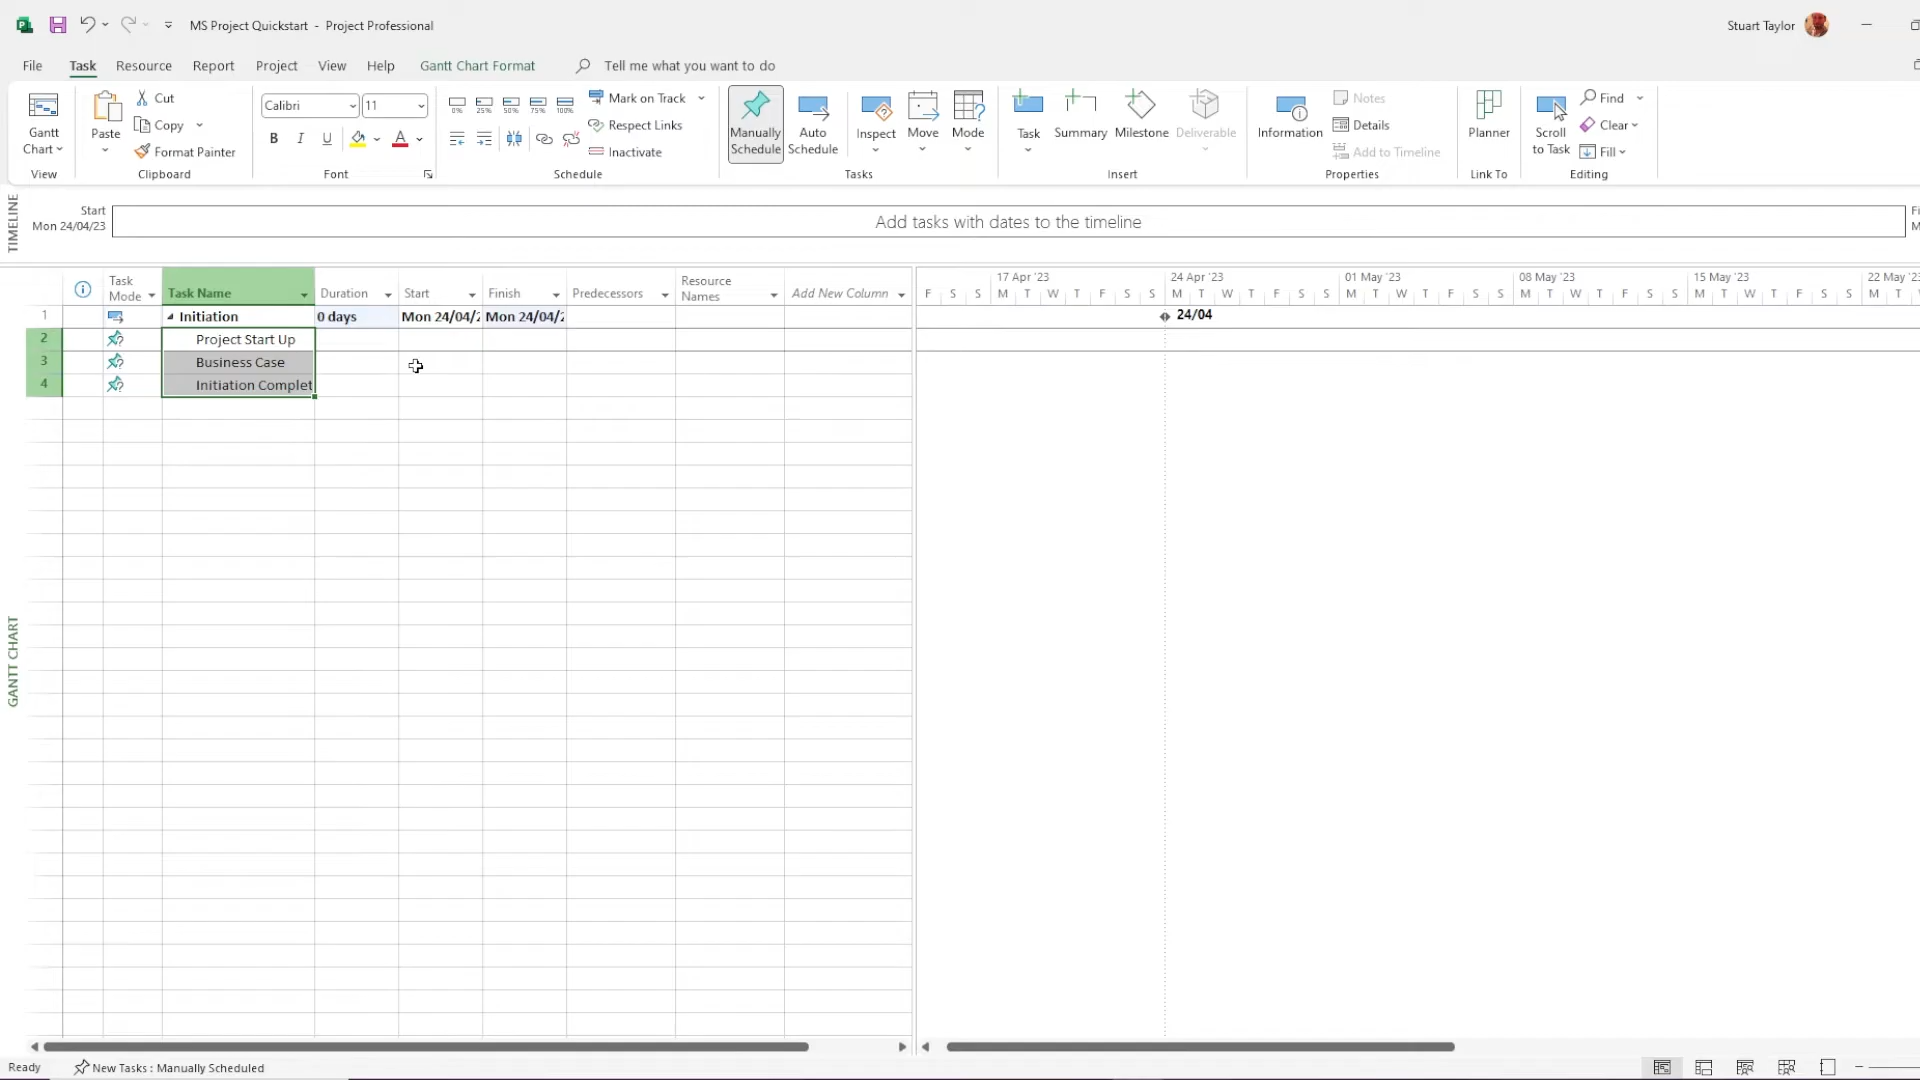 MS Project Quickstart - Project Professional
Stuart Taylor
File Task Resource Report Project View Help Gantt Chart Format Tell me what you want to do
Gantt Chart
View
Paste
Cut
Copy
Format Painter
Clipboard
Calibri 11
B I U A
Font
0% 25% 50% 75% 100%
Mark on Track
Respect Links
Inactivate
Schedule
Manually Schedule
Auto Schedule
Inspect
Move
Mode
Tasks
Task
Summary
Milestone
Deliverable
Insert
Information
Notes
Details
Add to Timeline
Properties
Planner
Link To
Scroll to Task
Find
Clear
Fill
Editing
TIMELINE
Start
Mon 24/04/23
Add tasks with dates to the timeline
Fi
M
Task Mode Task Name Duration Start Finish Predecessors Resource Names Add New Column
1 Initiation 0 days Mon 24/04/2 Mon 24/04/2
2 Project Start Up
3 Business Case
4 Initiation Complet
17 Apr '23 24 Apr '23 01 May '23 08 May '23 15 May '23 22 May '23
F S S M T W T F S S M T W T F S S M T W T F S S M T W T F S S M T W T F S S M T
24/04
GANTT CHART
Ready New Tasks : Manually Scheduled